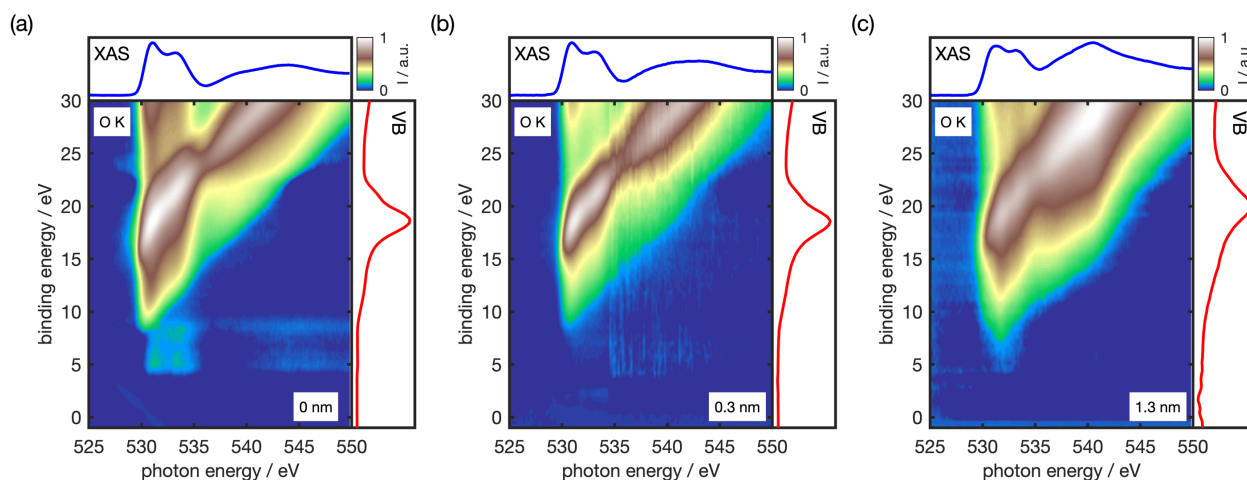 (a)
XAS
1
0
I / a.u.
O K
VB
0 nm
30
25
20
15
10
5
0
binding energy / eV
525 530 535 540 545 550
photon energy / eV
(b)
XAS
1
0
I / a.u.
O K
VB
0.3 nm
30
25
20
15
10
5
0
binding energy / eV
525 530 535 540 545 550
photon energy / eV
(c)
XAS
1
0
I / a.u.
O K
VB
1.3 nm
30
25
20
15
10
5
0
binding energy / eV
525 530 535 540 545 550
photon energy / eV